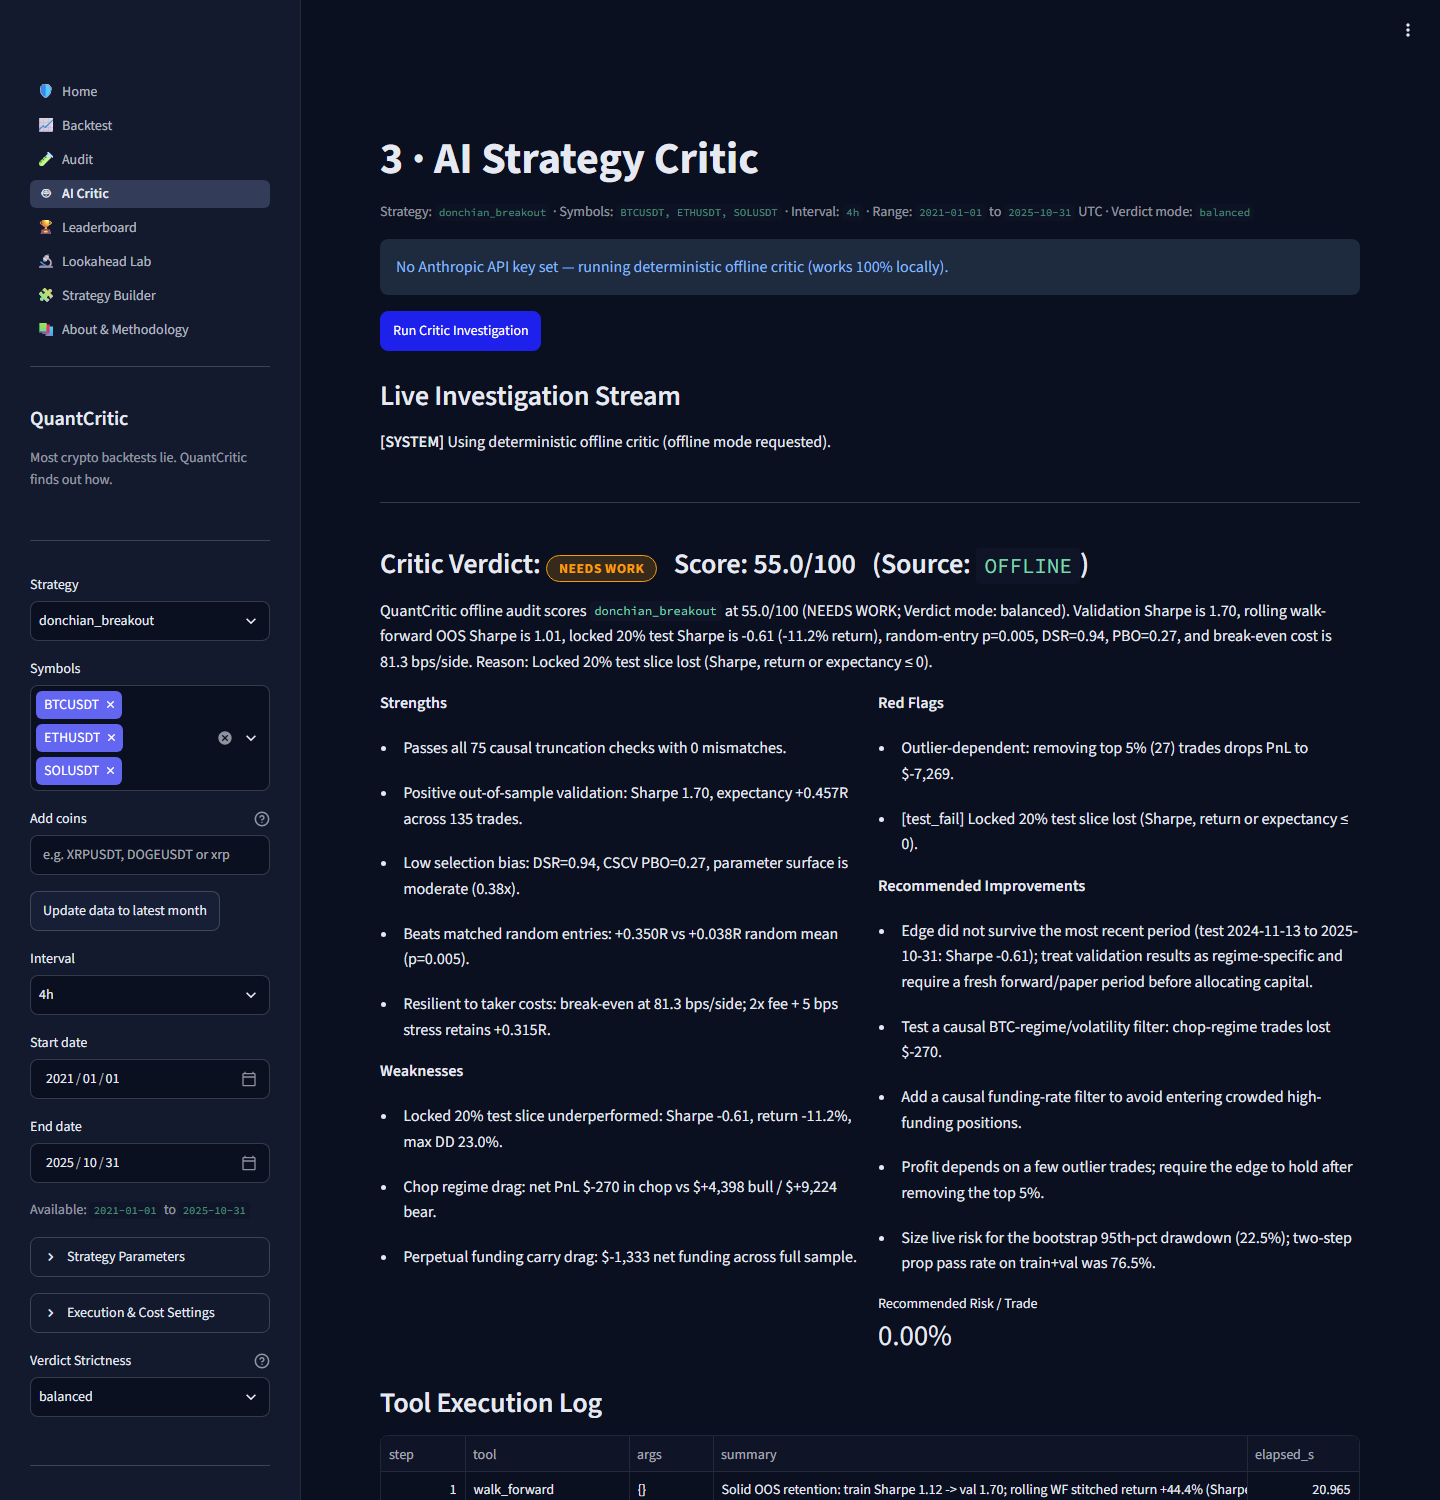 Home
Backtest
Audit
AI Critic
Leaderboard
Lookahead Lab
Strategy Builder
About & Methodology
QuantCritic
Most crypto backtests lie. QuantCritic
finds out how.
Strategy
donchian_breakout
Symbols
BTCUSDT ×
ETHUSDT ×
SOLUSDT ×
Add coins
e.g. XRPUSDT, DOGEUSDT or xrp
Update data to latest month
Interval
4h
Start date
2021 / 01 / 01
End date
2025 / 10 / 31
Available: 2021-01-01 to 2025-10-31
Strategy Parameters
Execution & Cost Settings
Verdict Strictness
balanced
3 · AI Strategy Critic
Strategy: donchian_breakout · Symbols: BTCUSDT, ETHUSDT, SOLUSDT · Interval: 4h · Range: 2021-01-01 to 2025-10-31 UTC · Verdict mode: balanced
No Anthropic API key set — running deterministic offline critic (works 100% locally).
Run Critic Investigation
Live Investigation Stream
[SYSTEM] Using deterministic offline critic (offline mode requested).
Critic Verdict: NEEDS WORK Score: 55.0/100 (Source: OFFLINE )
QuantCritic offline audit scores donchian_breakout at 55.0/100 (NEEDS WORK; Verdict mode: balanced). Validation Sharpe is 1.70, rolling walk-
forward OOS Sharpe is 1.01, locked 20% test Sharpe is -0.61 (-11.2% return), random-entry p=0.005, DSR=0.94, PBO=0.27, and break-even cost is
81.3 bps/side. Reason: Locked 20% test slice lost (Sharpe, return or expectancy ≤ 0).
Strengths
• Passes all 75 causal truncation checks with 0 mismatches.
• Positive out-of-sample validation: Sharpe 1.70, expectancy +0.457R
across 135 trades.
• Low selection bias: DSR=0.94, CSCV PBO=0.27, parameter surface is
moderate (0.38x).
• Beats matched random entries: +0.350R vs +0.038R random mean
(p=0.005).
• Resilient to taker costs: break-even at 81.3 bps/side; 2x fee + 5 bps
stress retains +0.315R.
Weaknesses
• Locked 20% test slice underperformed: Sharpe -0.61, return -11.2%,
max DD 23.0%.
• Chop regime drag: net PnL $-270 in chop vs $+4,398 bull / $+9,224
bear.
• Perpetual funding carry drag: $-1,333 net funding across full sample.
Red Flags
• Outlier-dependent: removing top 5% (27) trades drops PnL to
$-7,269.
• [test_fail] Locked 20% test slice lost (Sharpe, return or expectancy ≤
0).
Recommended Improvements
• Edge did not survive the most recent period (test 2024-11-13 to 2025-
10-31: Sharpe -0.61); treat validation results as regime-specific and
require a fresh forward/paper period before allocating capital.
• Test a causal BTC-regime/volatility filter: chop-regime trades lost
$-270.
• Add a causal funding-rate filter to avoid entering crowded high-
funding positions.
• Profit depends on a few outlier trades; require the edge to hold after
removing the top 5%.
• Size live risk for the bootstrap 95th-pct drawdown (22.5%); two-step
prop pass rate on train+val was 76.5%.
Recommended Risk / Trade
0.00%
Tool Execution Log
step tool args summary elapsed_s
1 walk_forward {} Solid OOS retention: train Sharpe 1.12 -> val 1.70; rolling WF stitched return +44.4% (Sharpe 20.965